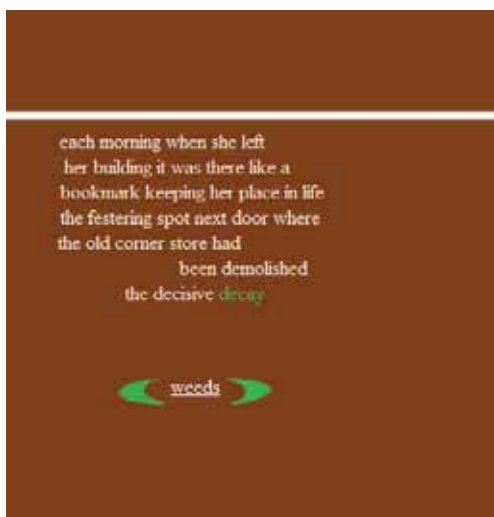 each morning when she left
her building it was there like a
bookmark keeping her place in life
the festering spot next door where
the old corner store had
been demolished
the decisive decay
weeds